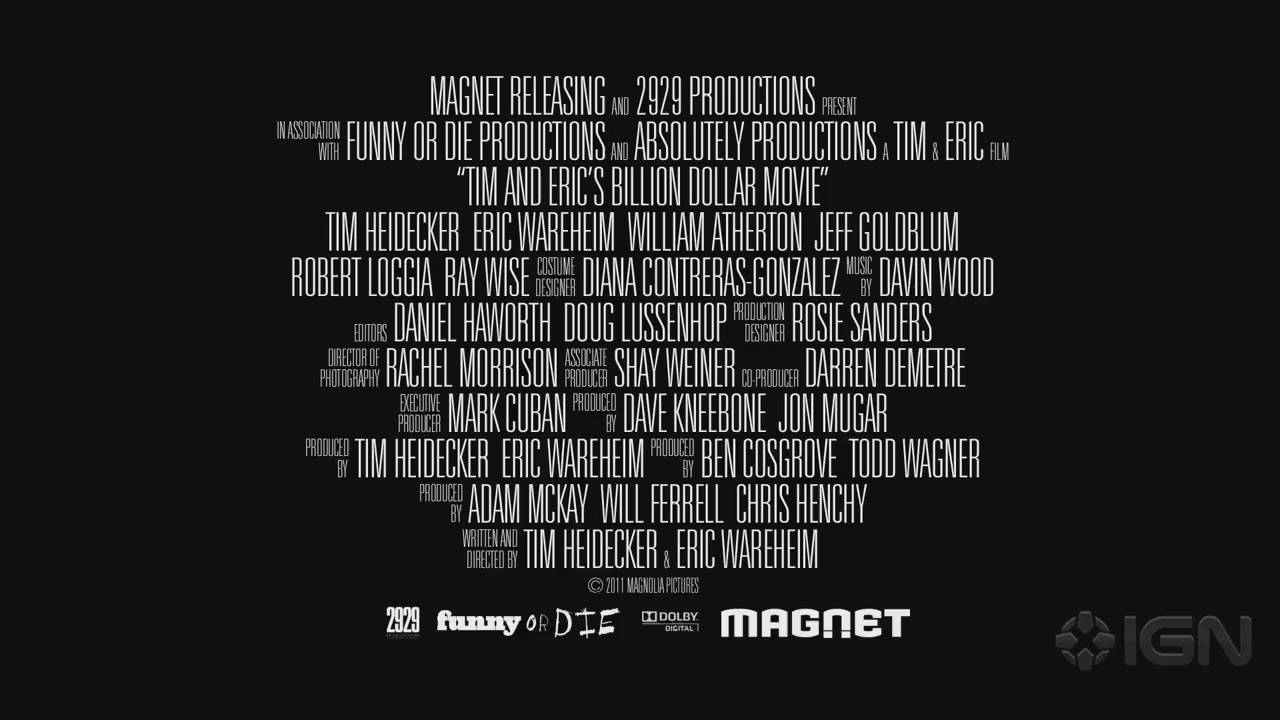 MAGNET RELEASING AND 2929 PRODUCTIONS PRESENT
IN ASSOCIATION WITH FUNNY OR DIE PRODUCTIONS AND ABSOLUTELY PRODUCTIONS A TIM & ERIC FILM
“TIM AND ERIC’S BILLION DOLLAR MOVIE”
TIM HEIDECKER ERIC WAREHEIM WILLIAM ATHERTON JEFF GOLDBLUM
ROBERT LOGGIA RAY WISE COSTUME DESIGNER DIANA CONTRERAS-GONZALEZ MUSIC BY DAVIN WOOD
EDITORS DANIEL HAWORTH DOUG LUSSENHOP PRODUCTION DESIGNER ROSIE SANDERS
DIRECTOR OF PHOTOGRAPHY RACHEL MORRISON ASSOCIATE PRODUCER SHAY WEINER CO-PRODUCER DARREN DEMETRE
EXECUTIVE PRODUCER MARK CUBAN PRODUCED BY DAVE KNEEBONE JON MUGAR
PRODUCED BY TIM HEIDECKER ERIC WAREHEIM PRODUCED BY BEN COSGROVE TODD WAGNER
PRODUCED BY ADAM MCKAY WILL FERRELL CHRIS HENCHY
WRITTEN AND DIRECTED BY TIM HEIDECKER & ERIC WAREHEIM
© 2011 MAGNOLIA PICTURES
2929 funny OR DIE DOLBY DIGITAL MAGNET
IGN